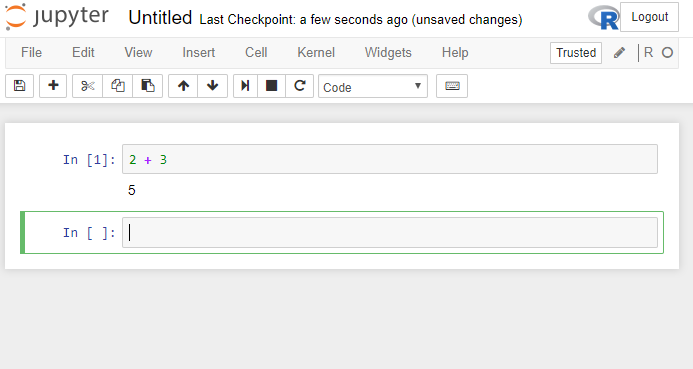 jupyter Untitled Last Checkpoint: a few seconds ago (unsaved changes) R Logout
File Edit View Insert Cell Kernel Widgets Help Trusted R
Code
In [1]: 2 + 3
5
In [ ]: